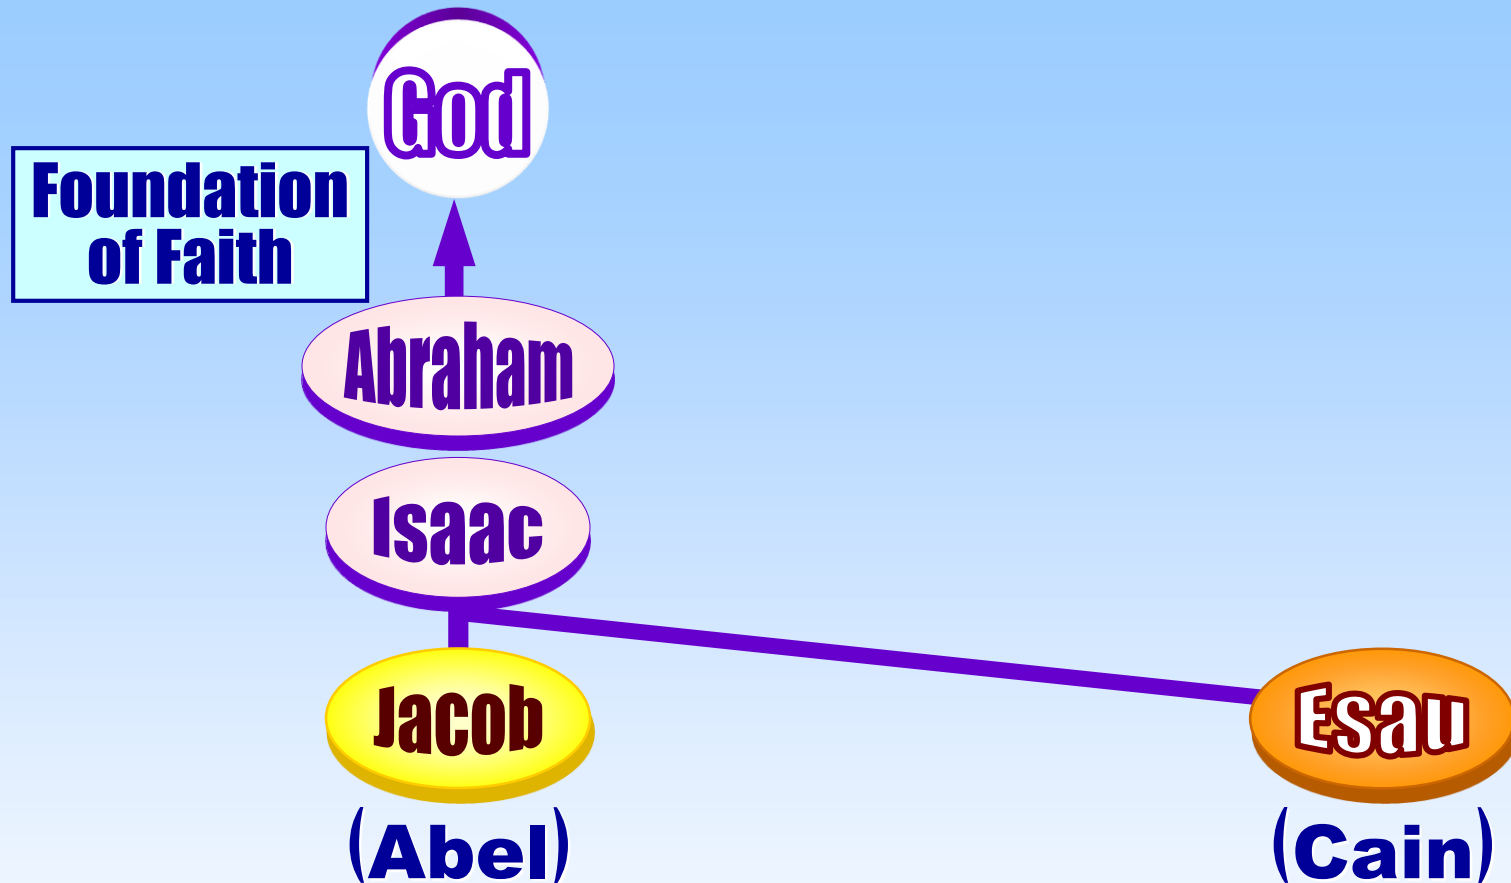 God
Foundation
of Faith
Abraham
Isaac
Jacob
Esau
(Abel)
(Cain)